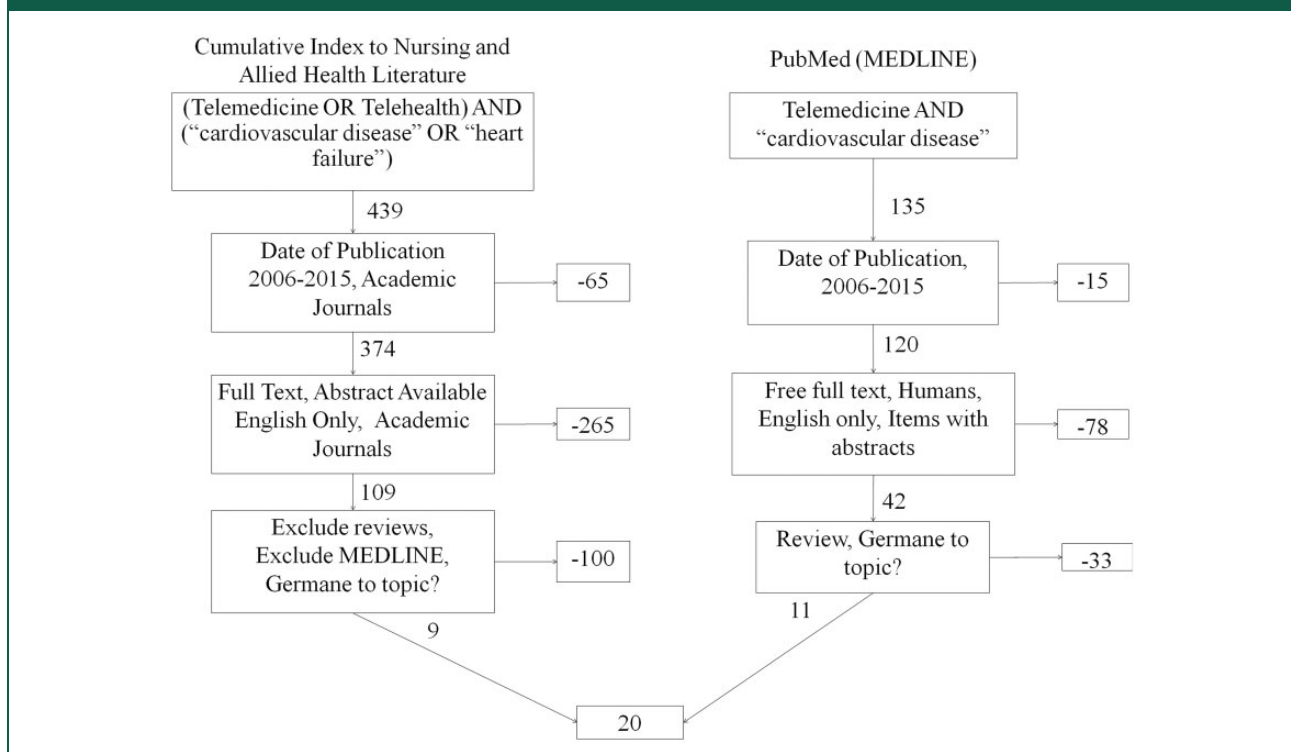 Cumulative Index to Nursing and
Allied Health Literature
(Telemedicine OR Telehealth) AND
(“cardiovascular disease” OR “heart
failure”)
439
Date of Publication
2006-2015, Academic
Journals
-65
374
Full Text, Abstract Available
English Only, Academic
Journals
-265
109
Exclude reviews,
Exclude MEDLINE,
Germane to topic?
-100
9
PubMed (MEDLINE)
Telemedicine AND
“cardiovascular disease”
135
Date of Publication,
2006-2015
-15
120
Free full text, Humans,
English only, Items with
abstracts
-78
42
Review, Germane to
topic?
-33
11
20